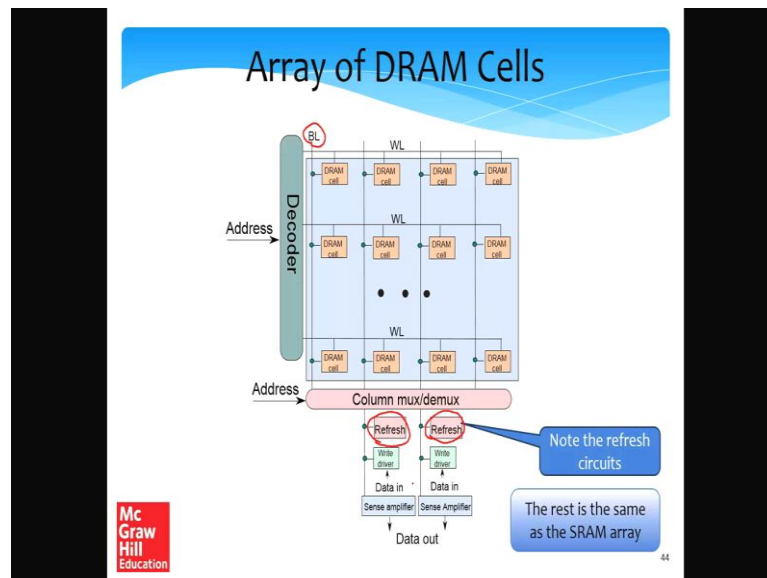 Array of DRAM Cells
BL
WL
DRAM cell
DRAM cell
DRAM cell
DRAM cell
WL
DRAM cell
DRAM cell
DRAM cell
DRAM cell
Address
Decoder
WL
DRAM cell
DRAM cell
DRAM cell
DRAM cell
Address
Column mux/demux
Refresh
Refresh
Write
driver
Write
driver
Data in
Data in
Sense amplifier
Sense Amplifier
Data out
Note the refresh
circuits
The rest is the same
as the SRAM array
Mc
Graw
Hill
Education
44